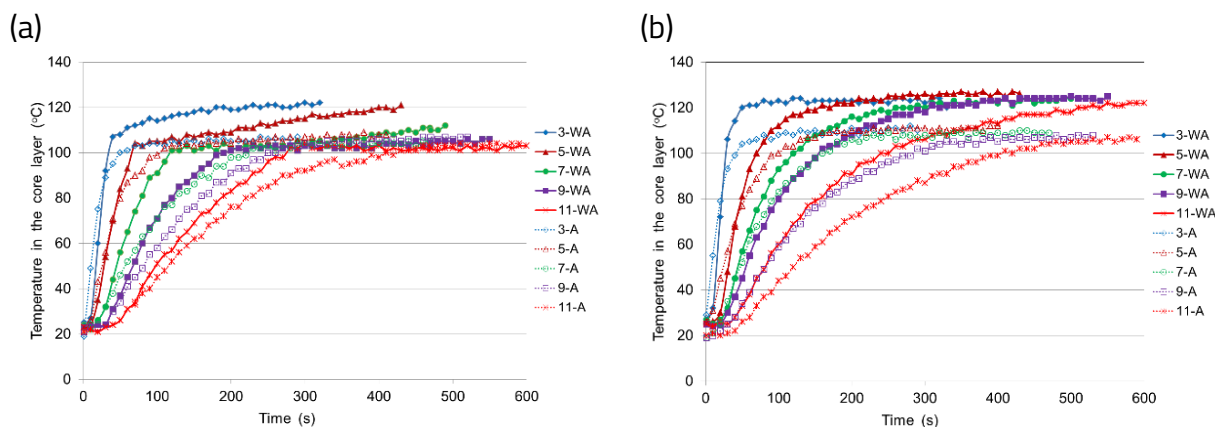 (a)
140
120
100
80
60
40
20
0
Temperature in the core layer (°C)
0 100 200 300 400 500 600
Time (s)
3-WA
5-WA
7-WA
9-WA
11-WA
3-A
5-A
7-A
9-A
11-A
(b)
140
120
100
80
60
40
20
0
Temperature in the core layer (°C)
0 100 200 300 400 500 600
Time (s)
3-WA
5-WA
7-WA
9-WA
11-WA
3-A
5-A
7-A
9-A
11-A